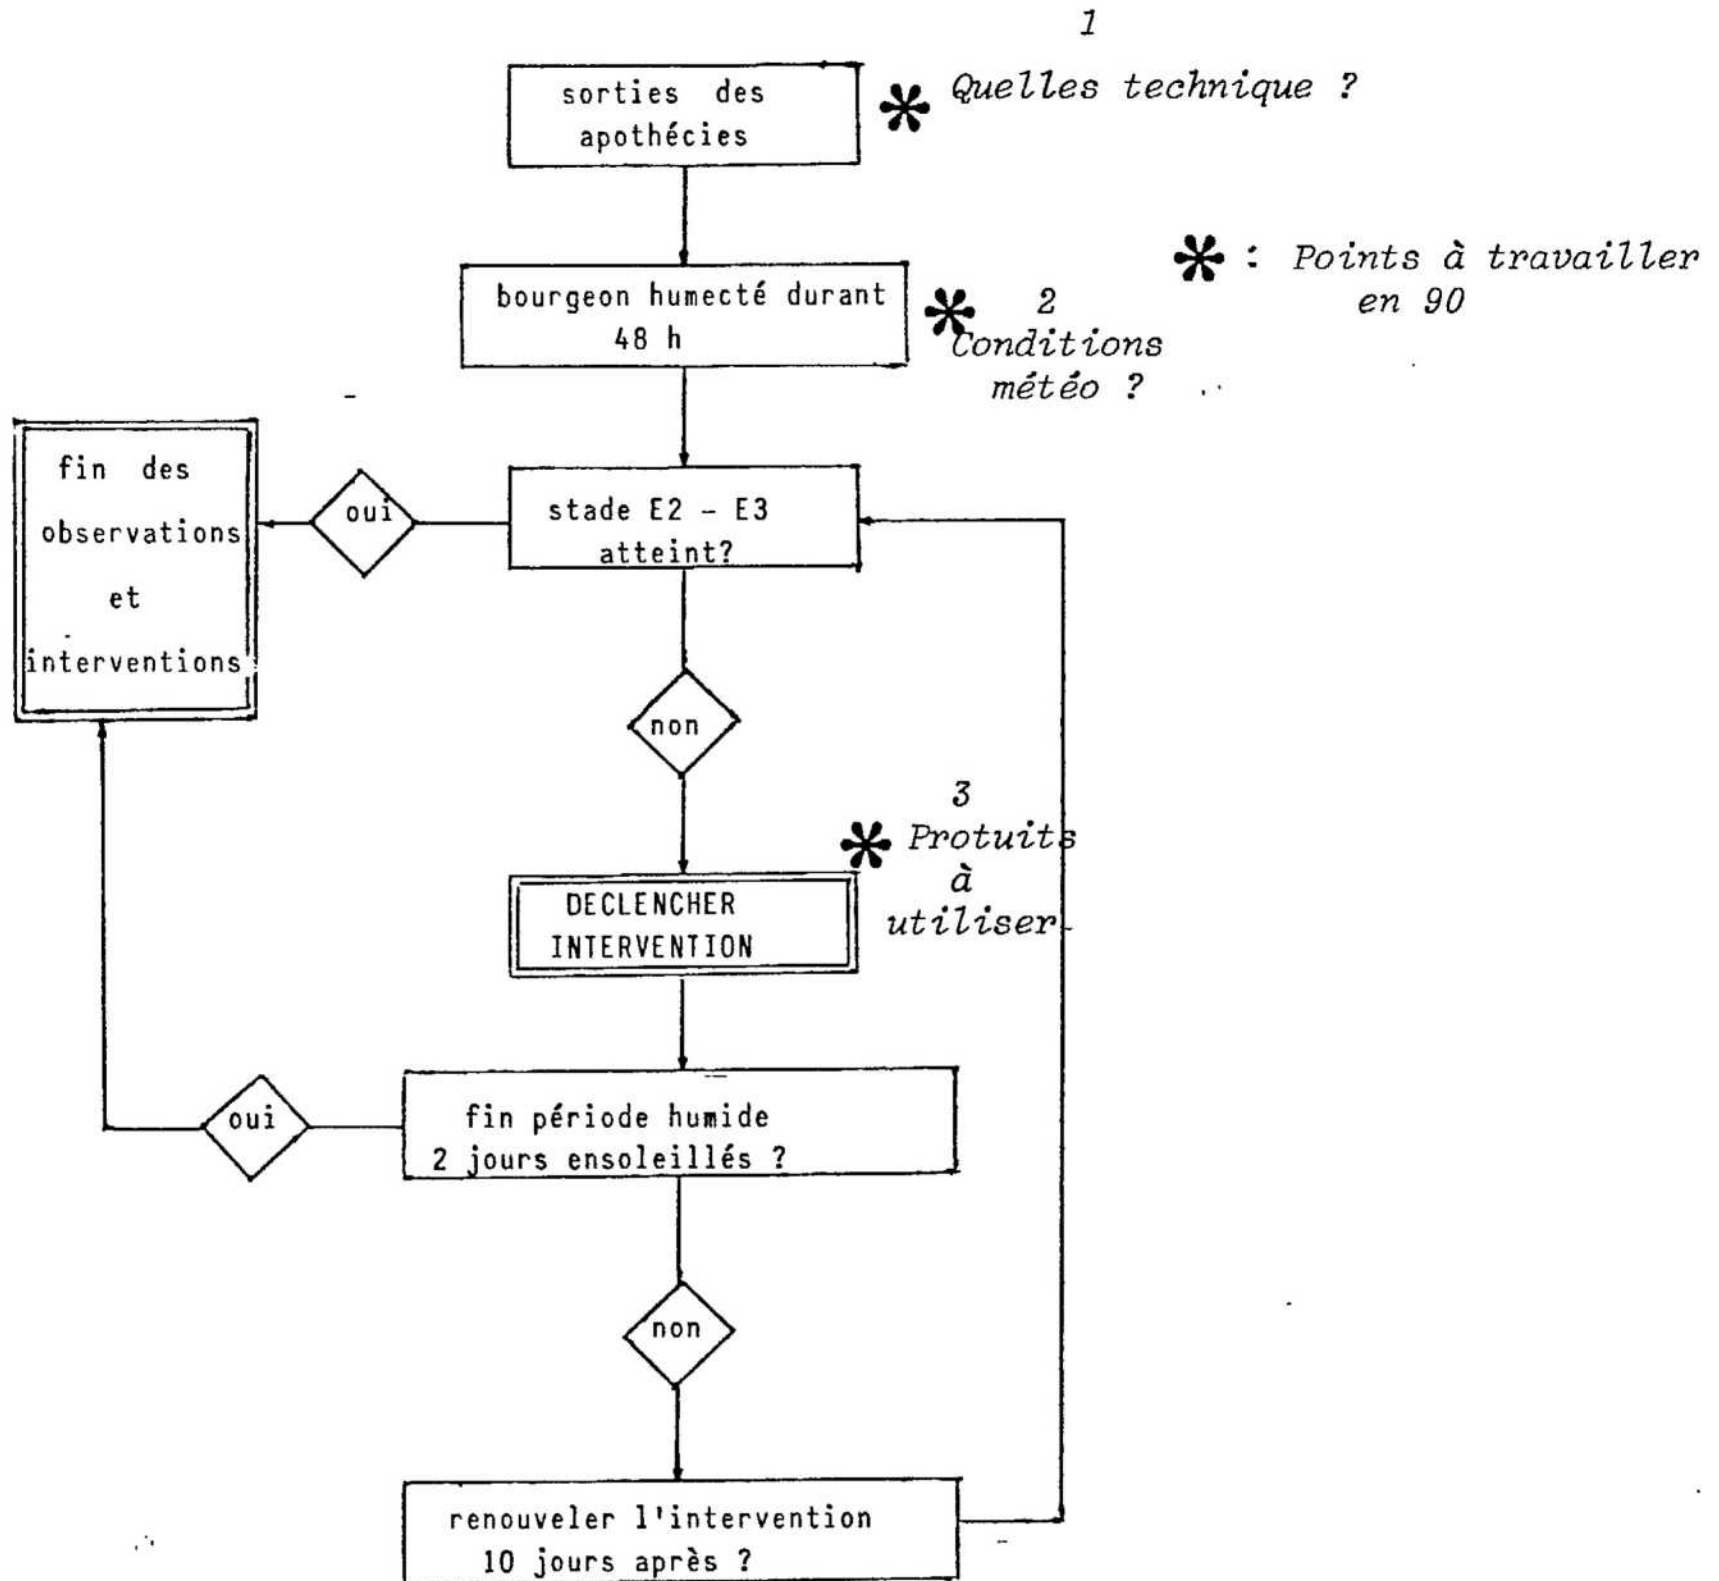 1
sorties des
apothécies
Quelles technique ?
: Points à travailler
en 90
bourgeon humecté durant
48 h
2
Conditions
météo ?
fin des
observations
et
interventions
oui
stade E2 - E3
atteint?
non
3
Protuits
à
utiliser
DECLENCHER
INTERVENTION
oui
fin période humide
2 jours ensoleillés ?
non
renouveler l'intervention
10 jours après ?